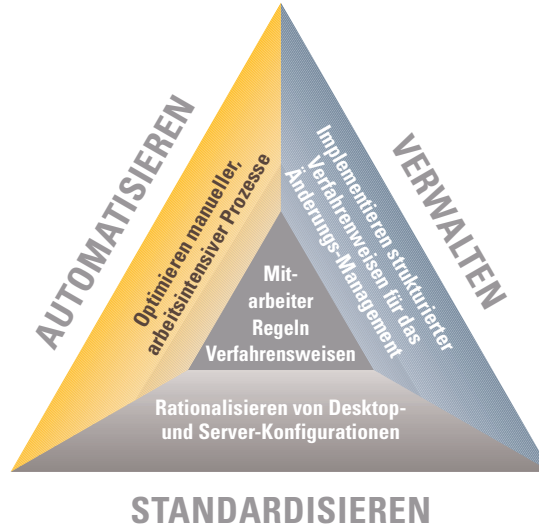 AUTOMATISIEREN
Optimieren manueller,
arbeitsintensiver Prozesse
VERWALTEN
Implementieren strukturierter
Verfahrenweisen für das
Änderungs-Management
Mit-
arbeiter
Regeln
Verfahrensweisen
Rationalisieren von Desktop-
und Server-Konfigurationen
STANDARDISIEREN